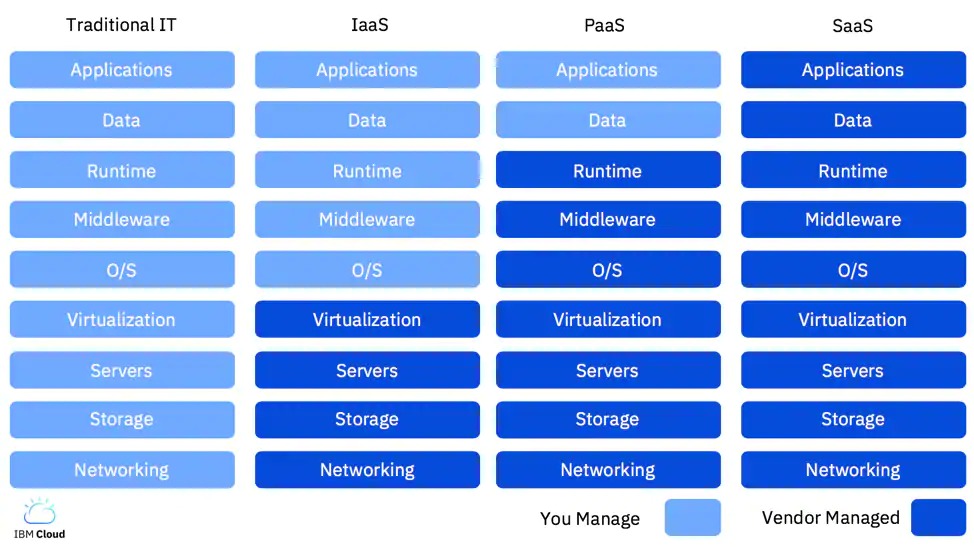 Traditional IT IaaS PaaS SaaS
Applications Applications Applications Applications
Data Data Data Data
Runtime Runtime Runtime Runtime
Middleware Middleware Middleware Middleware
O/S O/S O/S O/S
Virtualization Virtualization Virtualization Virtualization
Servers Servers Servers Servers
Storage Storage Storage Storage
Networking Networking Networking Networking
You Manage Vendor Managed
IBM Cloud